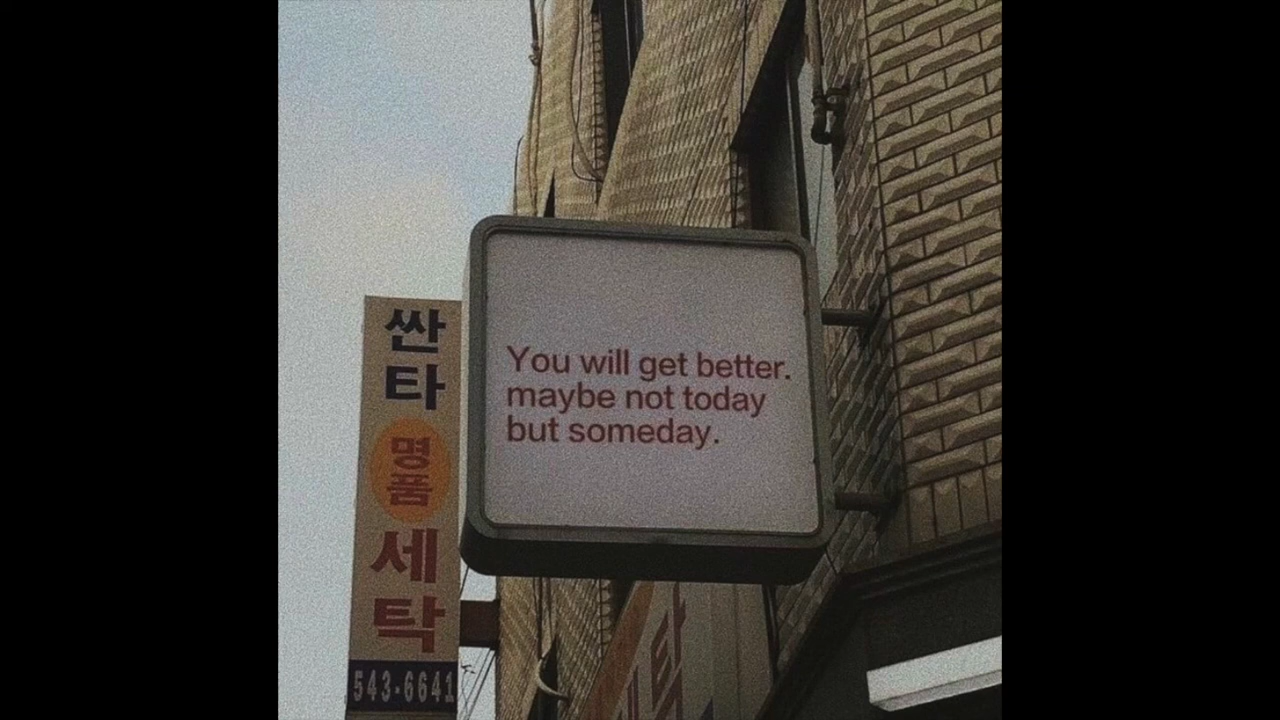 You will get better.
maybe not today
but someday.
싼
타
명
품
세
탁
543-6641